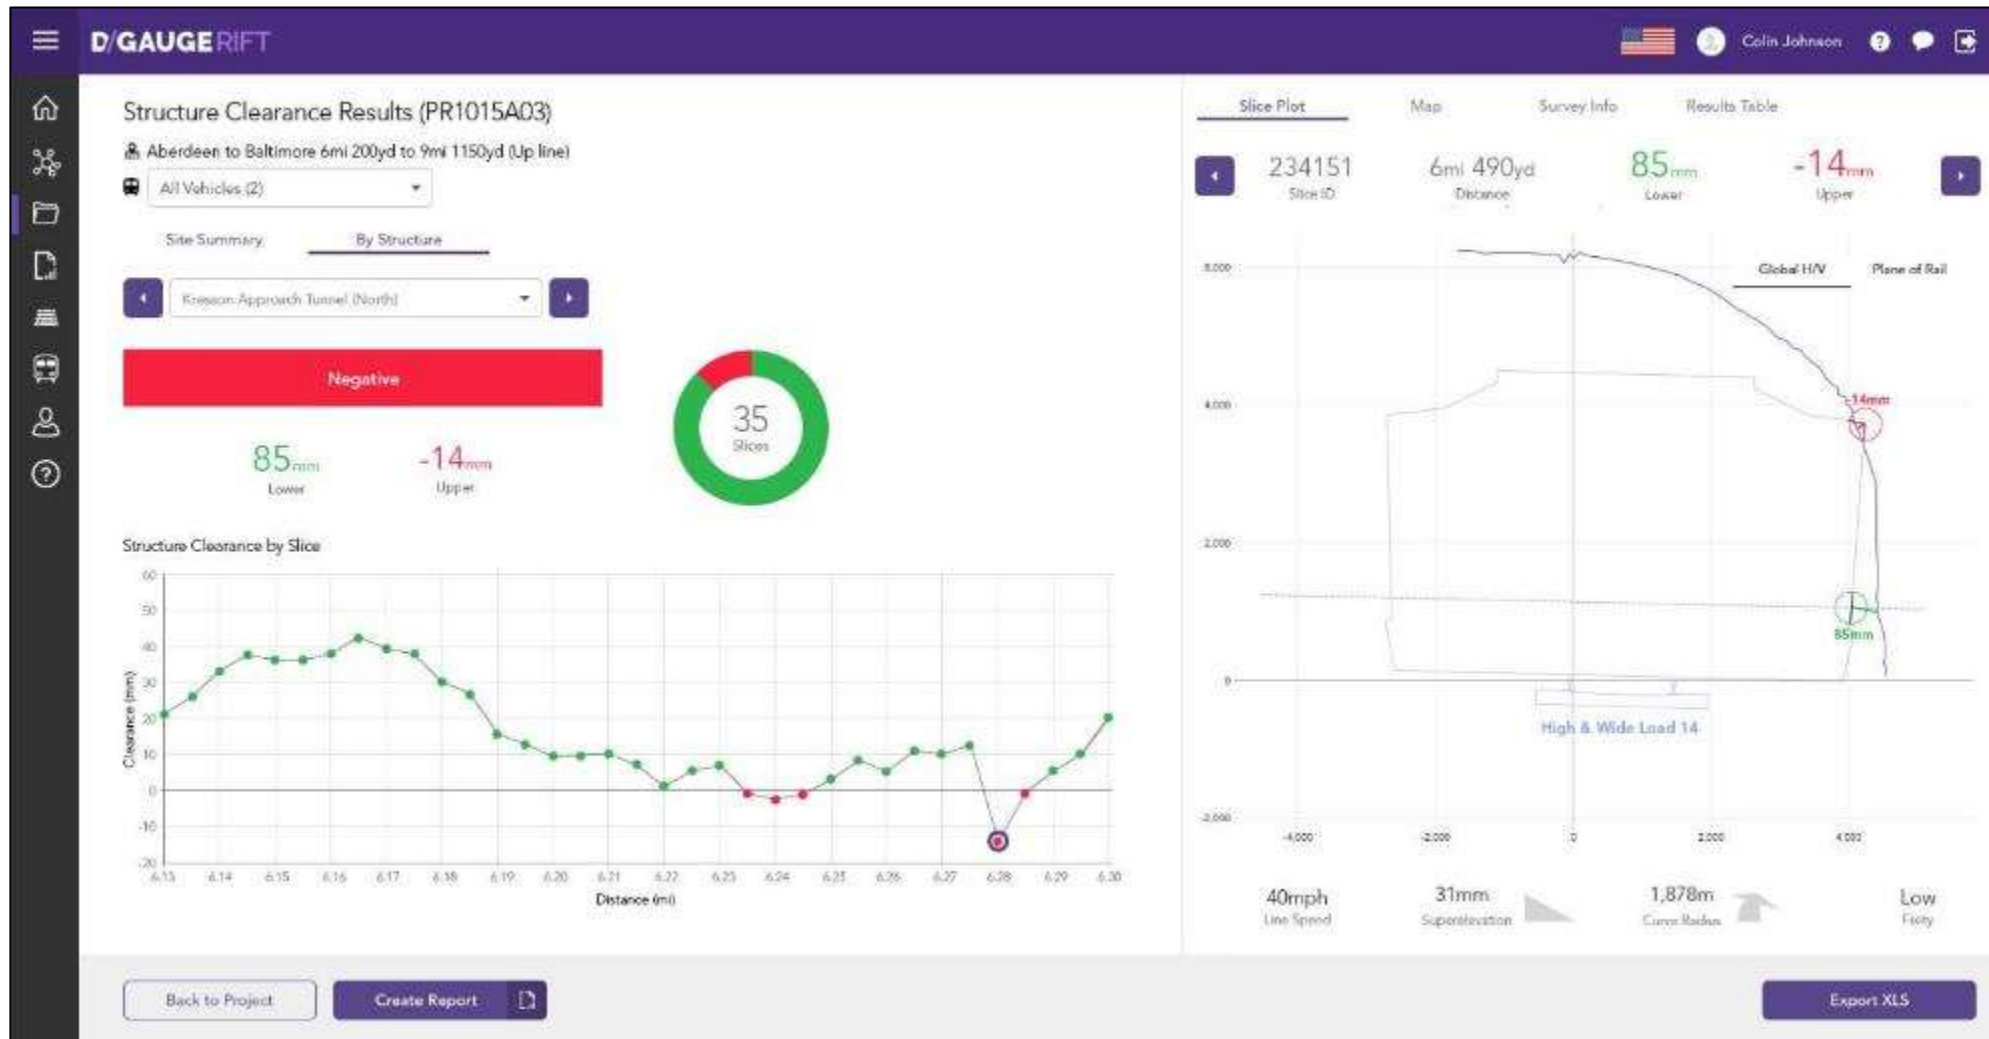 D/GAUGE RIFT
Colin Johnson
Structure Clearance Results (PR1015A03)
Aberdeen to Baltimore 6mi 200yd to 9mi 1150yd (Up line)
All Vehicles (2)
Site Summary
By Structure
Kresson Approach Tunnel (North)
Negative
85mm
Lower
-14mm
Upper
35
Slices
Structure Clearance by Slice
60
50
40
30
20
10
0
-10
-20
Clearance (mm)
6.13
6.14
6.15
6.16
6.17
6.18
6.19
6.20
6.21
6.22
6.23
6.24
6.25
6.26
6.27
6.28
6.29
6.30
Distance (mi)
Slice Plot
Map
Survey Info
Results Table
234151
Slice ID
6mi 490yd
Distance
85mm
Lower
-14mm
Upper
Global H/V
Plane of Rail
4,000
2,000
0
-2,000
-14mm
85mm
High & Wide Load 14
-4,000
-2,000
0
2,000
4,000
40mph
Line Speed
31mm
Superelevation
1,878m
Curve Radius
Low
Fixity
Back to Project
Create Report
Export XLS